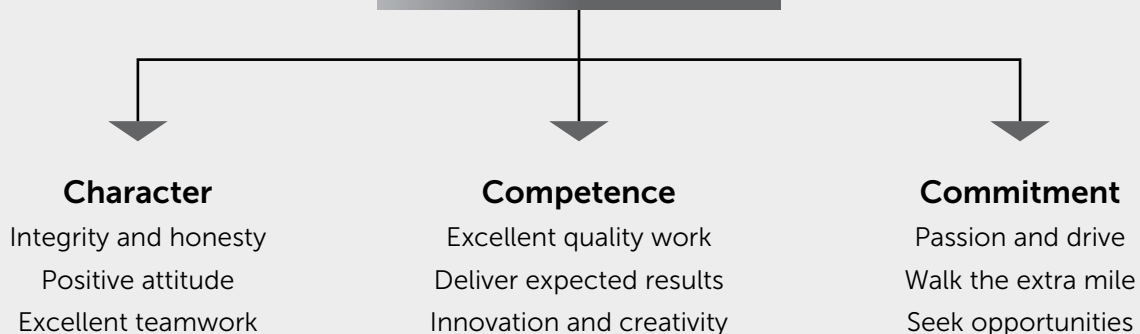 Character
Integrity and honesty
Positive attitude
Excellent teamwork
Competence
Excellent quality work
Deliver expected results
Innovation and creativity
Commitment
Passion and drive
Walk the extra mile
Seek opportunities